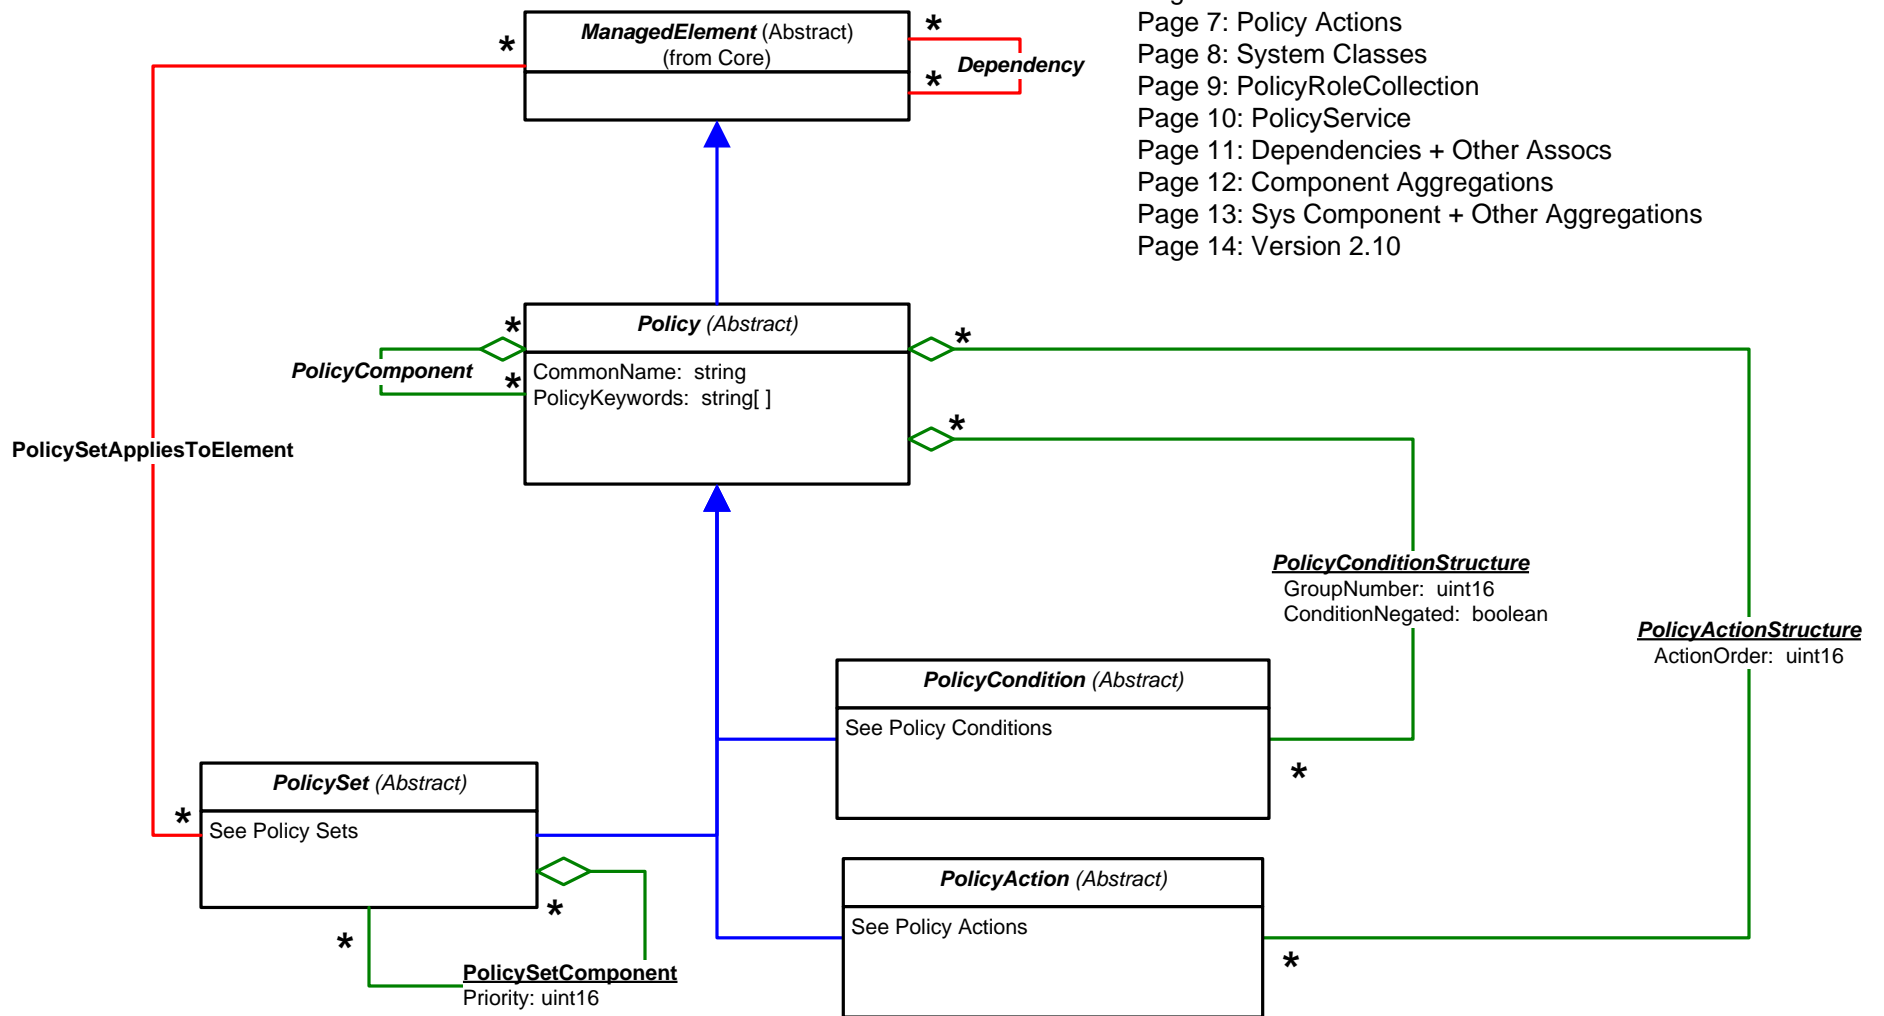 Page 7: Policy Actions
Page 8: System Classes
Page 9: PolicyRoleCollection
Page 10: PolicyService
Page 11: Dependencies + Other Assocs
Page 12: Component Aggregations
Page 13: Sys Component + Other Aggregations
Page 14: Version 2.10
*
ManagedElement (Abstract)
(from Core)
*
Dependency
*
*
Policy (Abstract)
*
PolicyComponent
*
CommonName: string
PolicyKeywords: string[ ]
*
PolicySetAppliesToElement
PolicyConditionStructure
GroupNumber: uint16
ConditionNegated: boolean
PolicyActionStructure
ActionOrder: uint16
PolicyCondition (Abstract)
See Policy Conditions
*
PolicySet (Abstract)
*
See Policy Sets
*
*
PolicySetComponent
Priority: uint16
PolicyAction (Abstract)
See Policy Actions
*